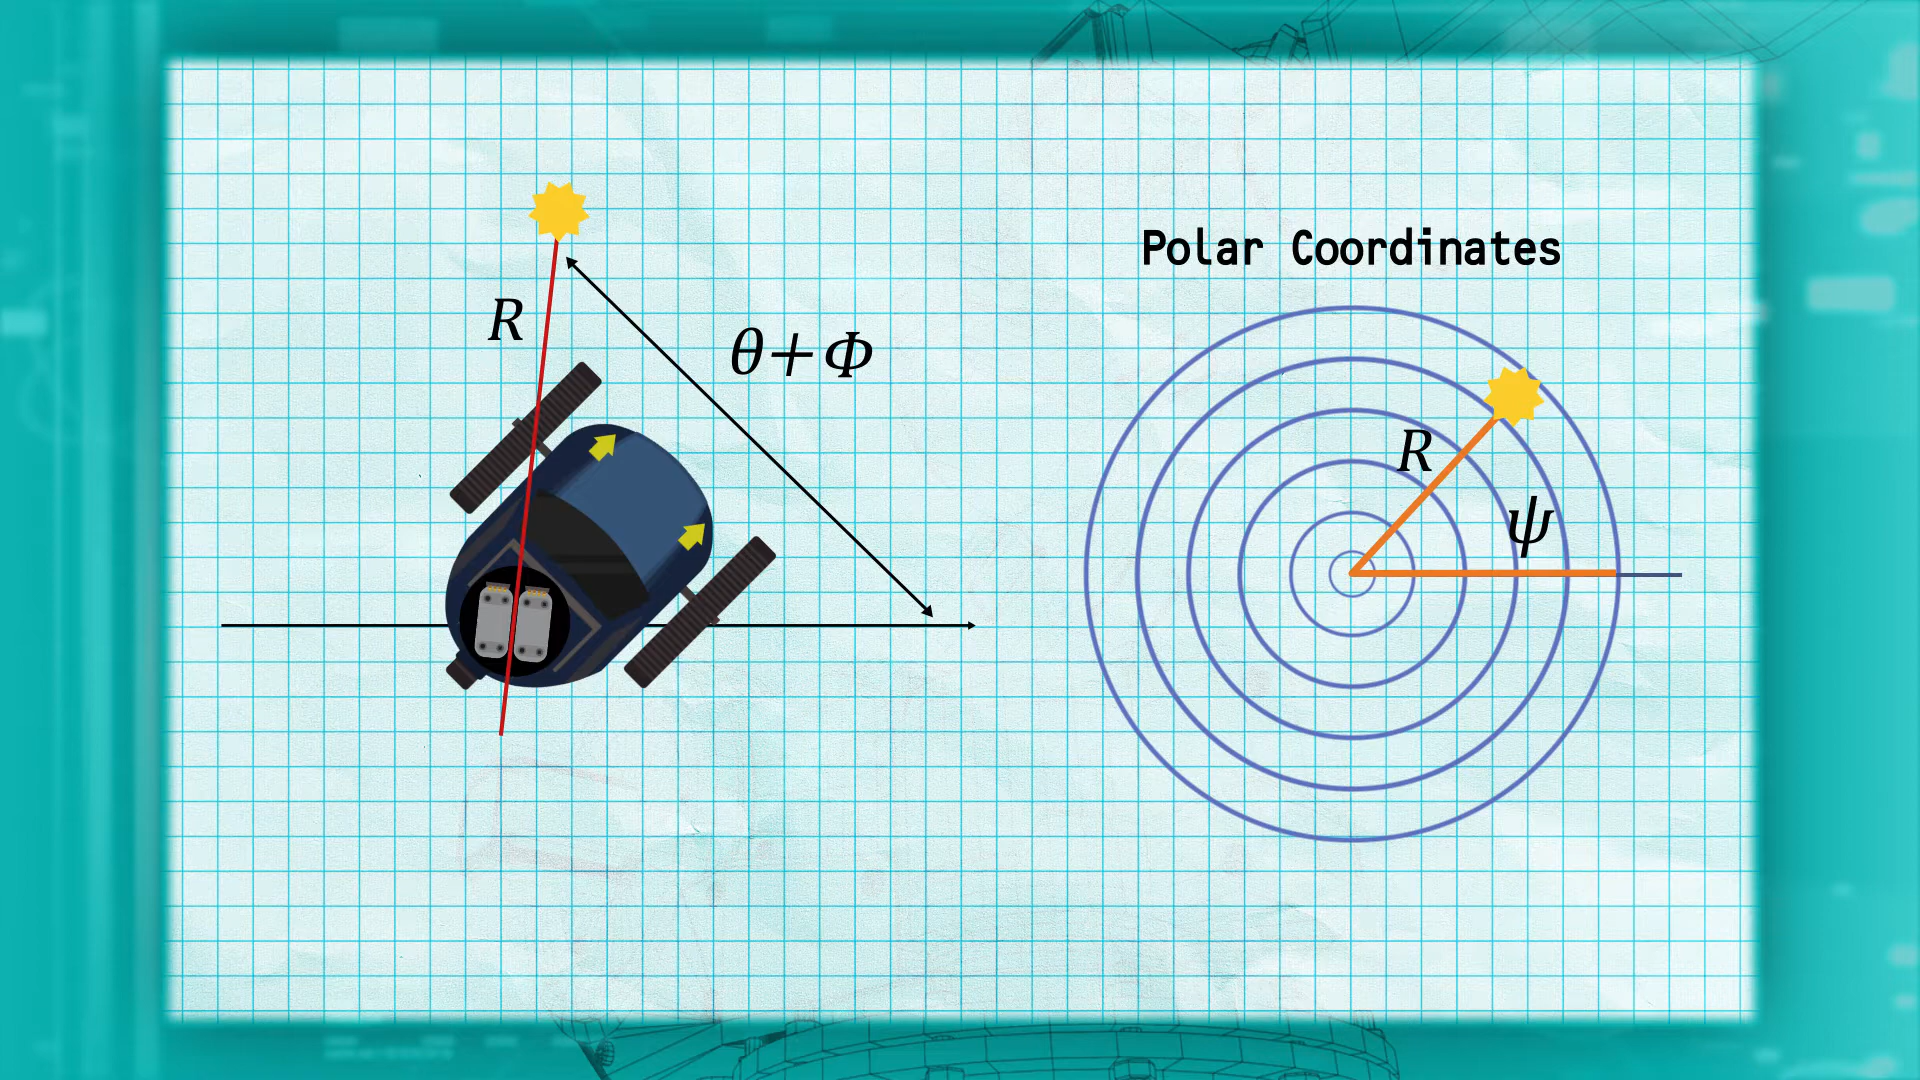 R
θ+Φ
Polar Coordinates
R
ψ